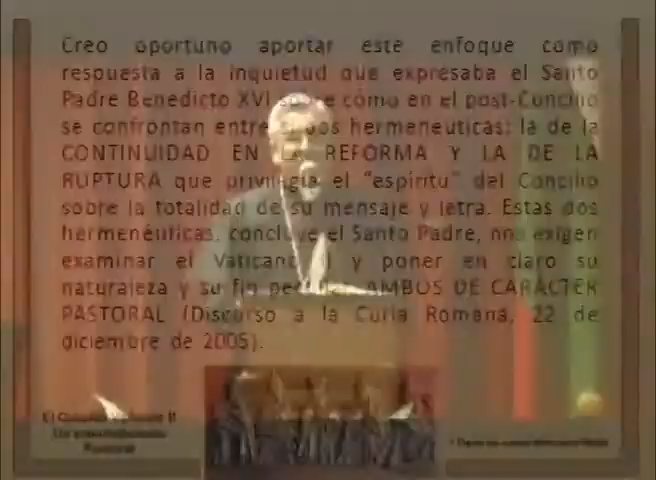 Creo oportuno aportar este enfoque como
respuesta a la inquietud que expresaba el Santo
Padre Benedicto XVI sobre cómo en el post-Concilio
se confrontan entre dos hermeneuticas: la de la
CONTINUIDAD EN LA REFORMA Y LA DE LA
RUPTURA que privilegia el "espíritu" del Concilio
sobre la totalidad de su mensaje y letra. Estas dos
hermenéuticas, concluye el Santo Padre, nos exigen
examinar el Vaticano II y poner en claro su
naturaleza y su fin AMBOS DE CARÁCTER
PASTORAL (Discurso a la Curia Romana, 22 de
diciembre de 2005).
El Concilio Vaticano II
Un
Pastoral